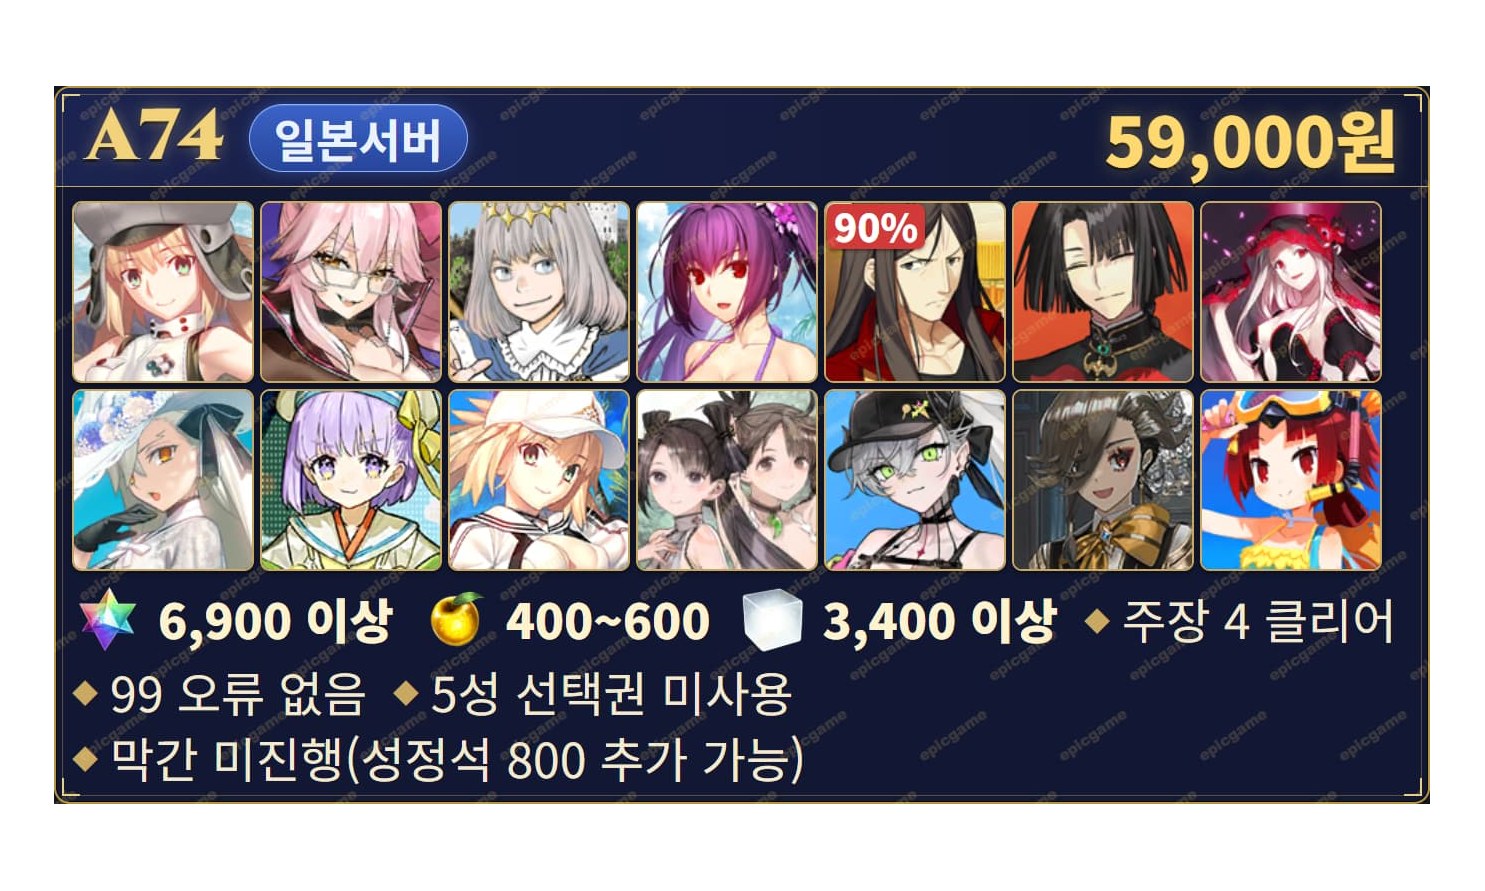 A74 일본서버 59,000원
90%
6,900 이상 400~600 3,400 이상 ◆ 주장 4 클리어
◆ 99 오류 없음 ◆ 5성 선택권 미사용
◆ 막간 미진행(성정석 800 추가 가능)
epicgame